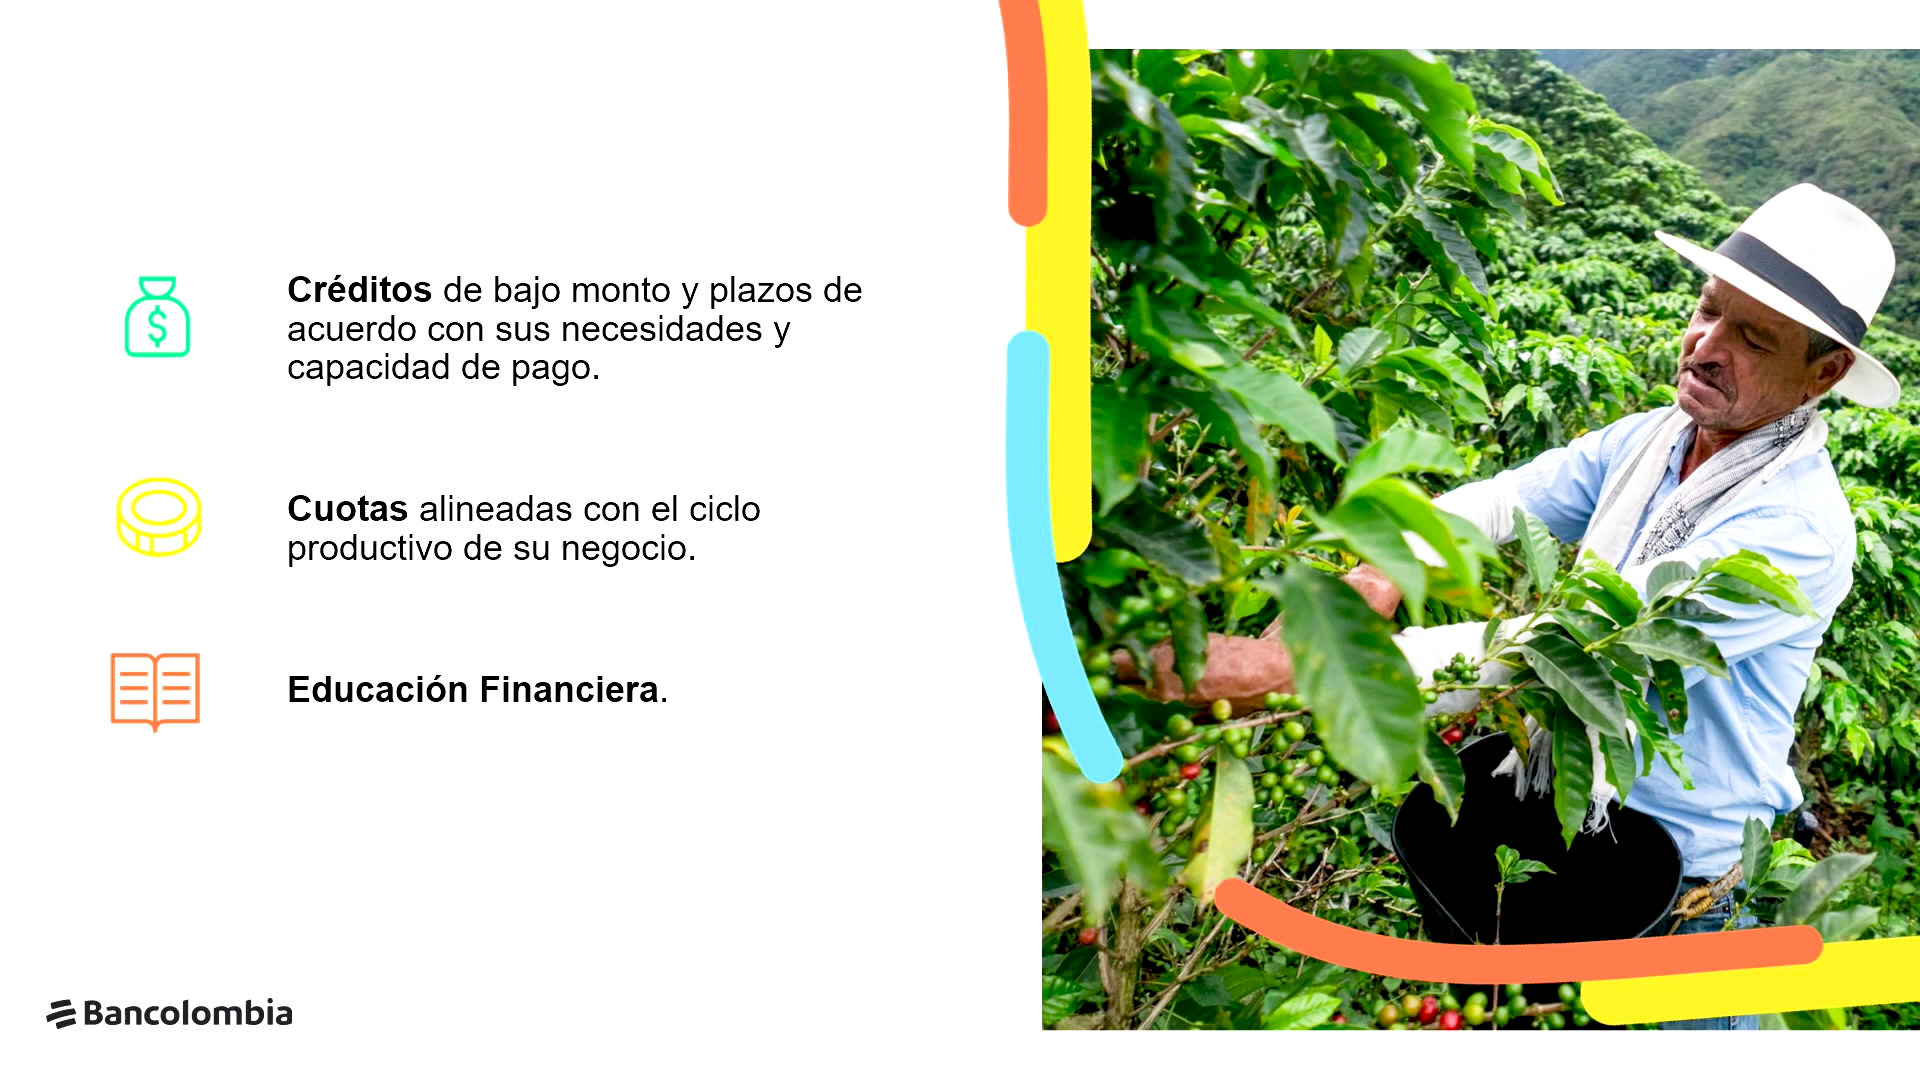 Créditos de bajo monto y plazos de
acuerdo con sus necesidades y
capacidad de pago.
$
Cuotas alineadas con el ciclo
productivo de su negocio.
Educación Financiera.
Bancolombia